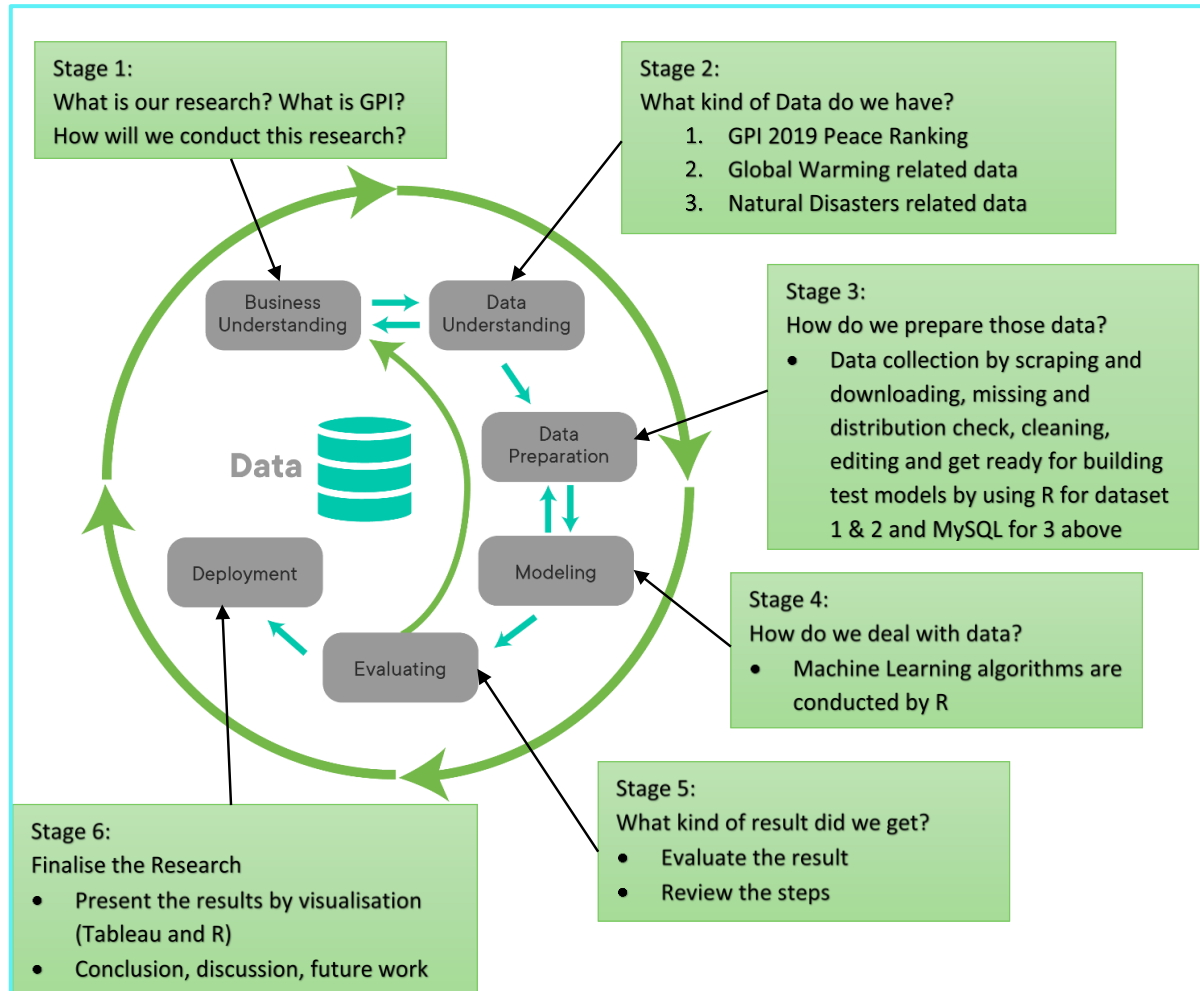 Stage 1:
What is our research? What is GPI?
How will we conduct this research?
Stage 2:
What kind of Data do we have?
1. GPI 2019 Peace Ranking
2. Global Warming related data
3. Natural Disasters related data
Business
Understanding
Data
Understanding
Stage 3:
How do we prepare those data?
• Data collection by scraping and
downloading, missing and
distribution check, cleaning,
editing and get ready for building
test models by using R for dataset
1 & 2 and MySQL for 3 above
Data
Preparation
Data
Deployment
Modeling
Evaluating
Stage 4:
How do we deal with data?
• Machine Learning algorithms are
conducted by R
Stage 5:
What kind of result did we get?
• Evaluate the result
• Review the steps
Stage 6:
Finalise the Research
• Present the results by visualisation
(Tableau and R)
• Conclusion, discussion, future work